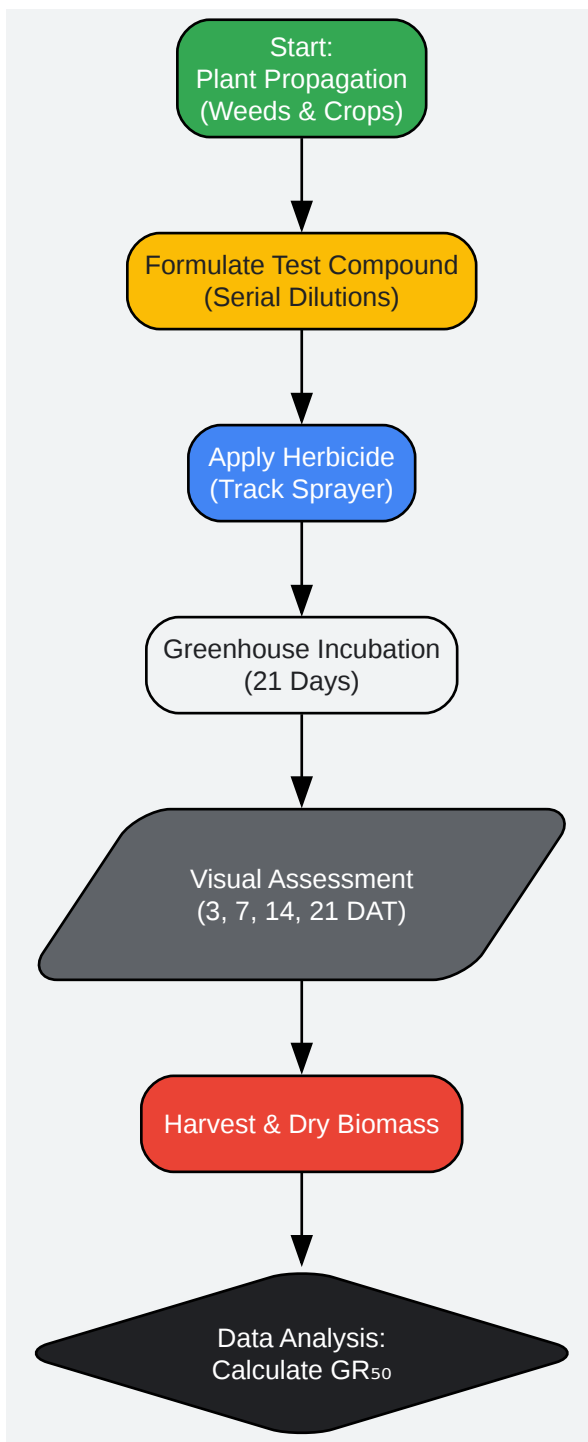 Start:
Plant Propagation
(Weeds & Crops)
Formulate Test Compound
(Serial Dilutions)
Apply Herbicide
(Track Sprayer)
Greenhouse Incubation
(21 Days)
Visual Assessment
(3, 7, 14, 21 DAT)
Harvest & Dry Biomass
Data Analysis:
Calculate GR₅₀